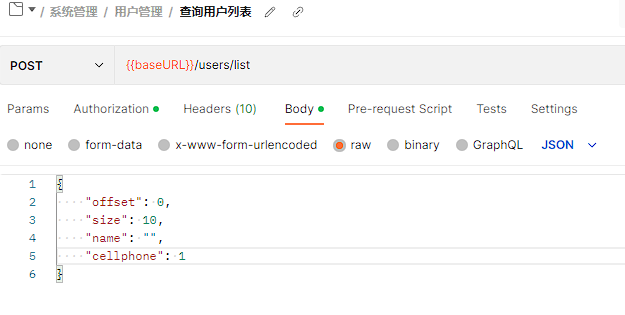 / 系统管理 / 用户管理 / 查询用户列表
POST {{baseURL}}/users/list
Params Authorization Headers (10) Body Pre-request Script Tests Settings
none form-data x-www-form-urlencoded raw binary GraphQL JSON
1 {
2 "offset": 0,
3 "size": 10,
4 "name": "",
5 "cellphone": 1
6 }